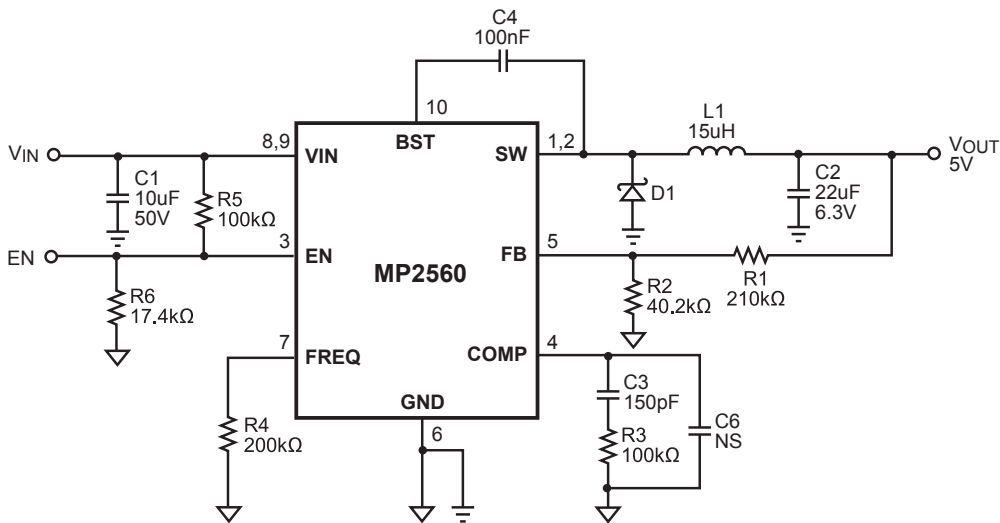 C4
100nF
10
BST
8,9
VIN
SW
1,2
L1
15uH
VIN
VOUT
5V
C1
10uF
50V
R5
100kΩ
D1
C2
22uF
6.3V
EN
3
EN
FB
5
MP2560
R6
17.4kΩ
R2
40.2kΩ
R1
210kΩ
7
FREQ
COMP
4
GND
6
R4
200kΩ
C3
150pF
R3
100kΩ
C6
NS